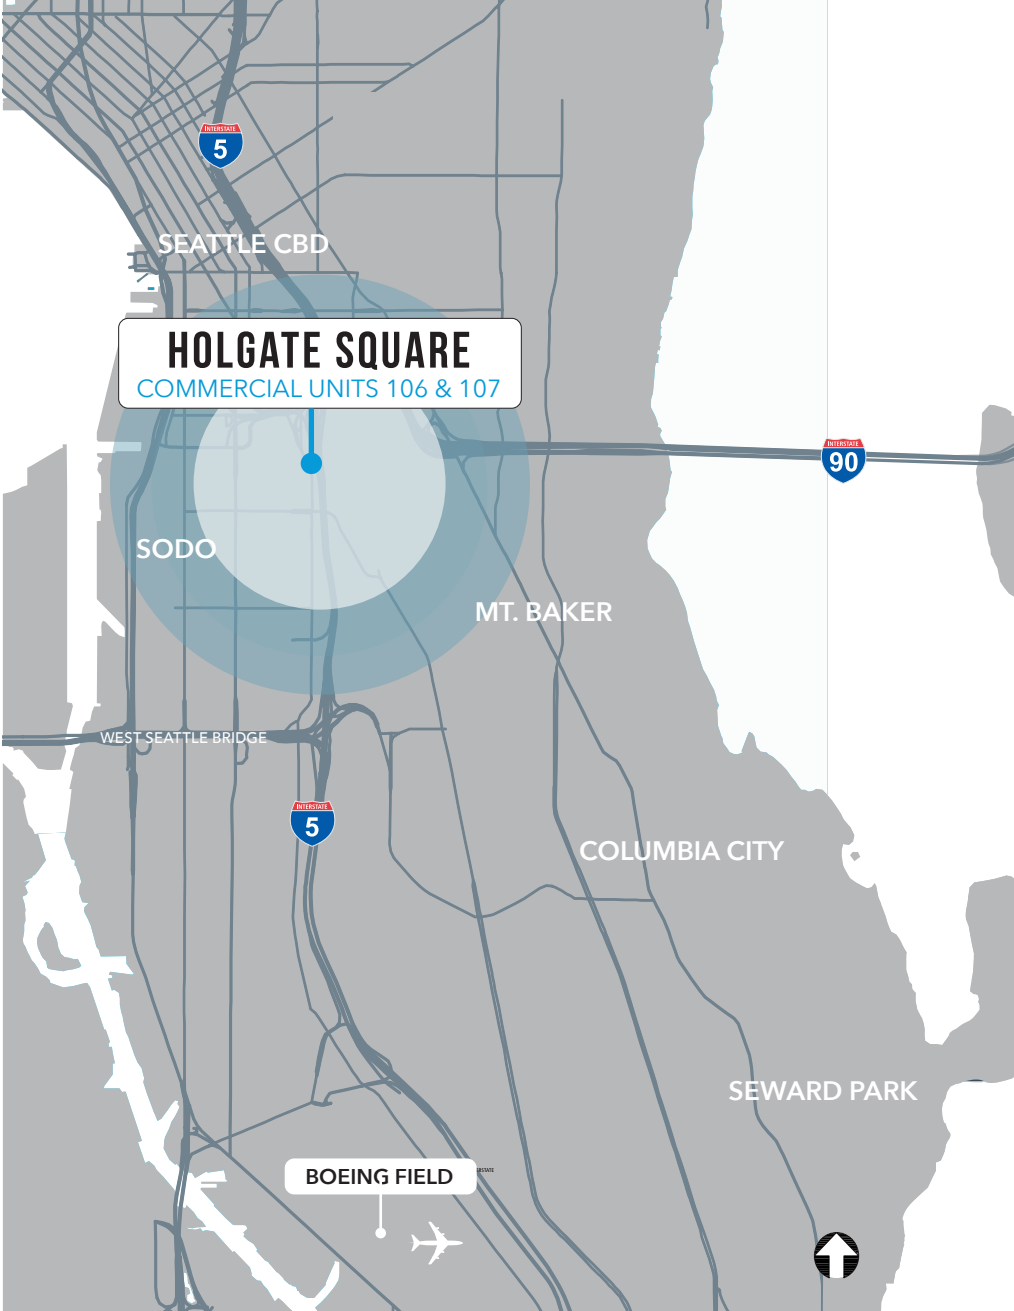 INTERSTATE
5
SEATTLE CBD
HOLGATE SQUARE
COMMERCIAL UNITS 106 & 107
INTERSTATE
90
SODO
MT. BAKER
WEST SEATTLE BRIDGE
INTERSTATE
5
COLUMBIA CITY
SEWARD PARK
BOEING FIELD
ERSTATE